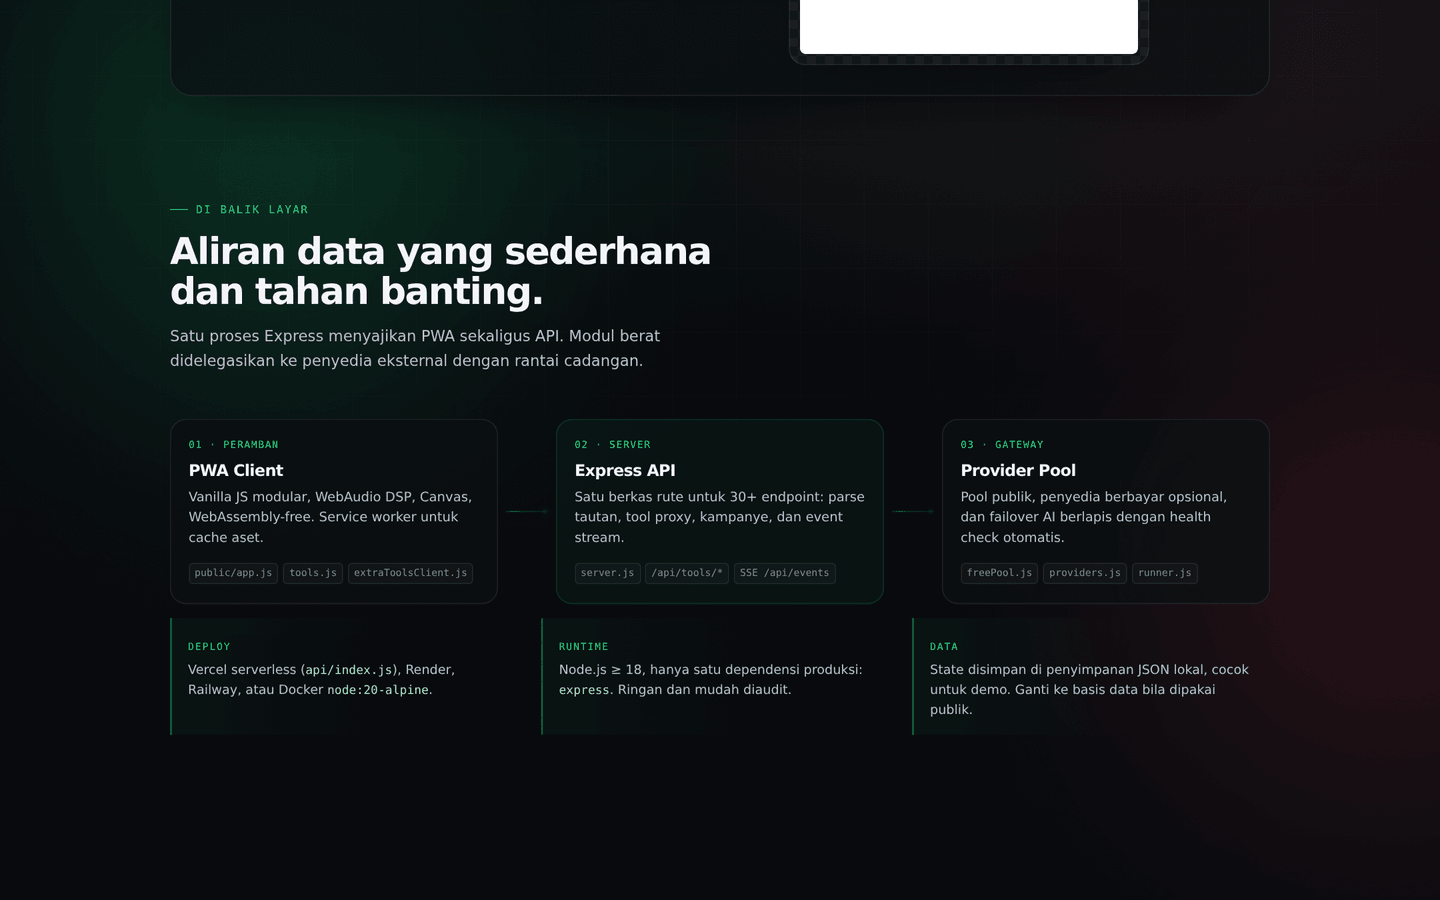 DI BALIK LAYAR
Aliran data yang sederhana
dan tahan banting.
Satu proses Express menyajikan PWA sekaligus API. Modul berat
didelegasikan ke penyedia eksternal dengan rantai cadangan.
01 · PERAMBAN
PWA Client
Vanilla JS modular, WebAudio DSP, Canvas,
WebAssembly-free. Service worker untuk
cache aset.
public/app.js tools.js extraToolsClient.js
02 · SERVER
Express API
Satu berkas rute untuk 30+ endpoint: parse
tautan, tool proxy, kampanye, dan event
stream.
server.js /api/tools/* SSE /api/events
03 · GATEWAY
Provider Pool
Pool publik, penyedia berbayar opsional,
dan failover AI berlapis dengan health
check otomatis.
freePool.js providers.js runner.js
DEPLOY
Vercel serverless (api/index.js), Render,
Railway, atau Docker node:20-alpine.
RUNTIME
Node.js ≥ 18, hanya satu dependensi produksi:
express. Ringan dan mudah diaudit.
DATA
State disimpan di penyimpanan JSON lokal, cocok
untuk demo. Ganti ke basis data bila dipakai
publik.